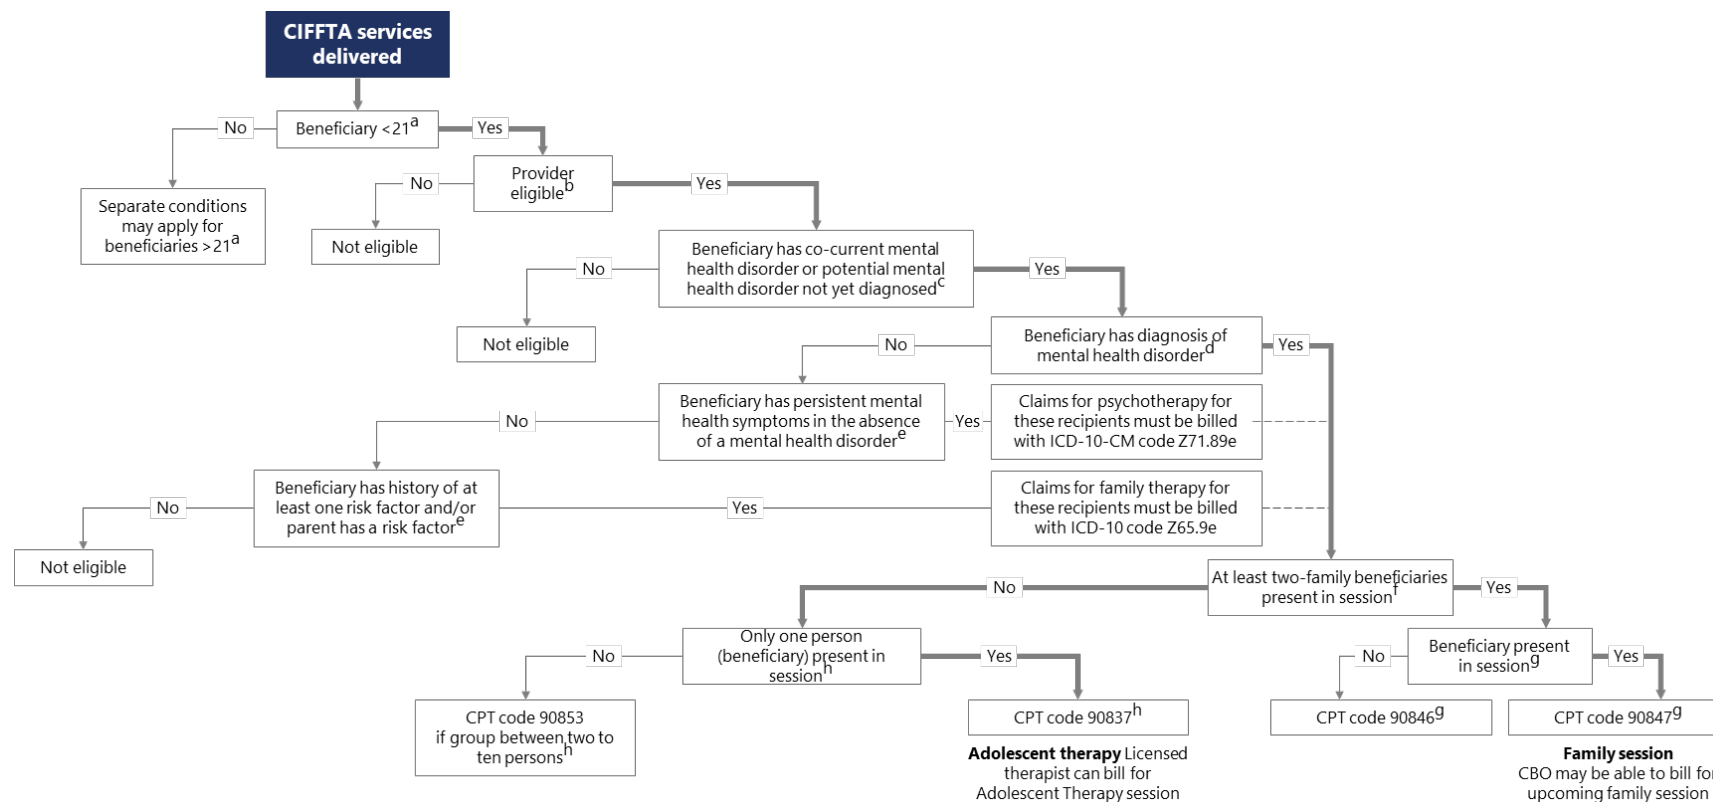 CIFFTA services
delivered
No
Beneficiary <21a
Yes
Separate conditions
may apply for
beneficiaries >21a
No
Provider
eligibleb
Yes
Not eligible
No
Beneficiary has co-current mental
health disorder or potential mental
health disorder not yet diagnosedc
Yes
Not eligible
No
Beneficiary has diagnosis of
mental health disorderd
Yes
No
Beneficiary has persistent mental
health symptoms in the absence
of a mental health disordere
Yes
Claims for psychotherapy for
these recipients must be billed
with ICD-10-CM code Z71.89e
No
Beneficiary has history of at
least one risk factor and/or
parent has a risk factore
Yes
Claims for family therapy for
these recipients must be billed
with ICD-10 code Z65.9e
Not eligible
No
At least two-family beneficiaries
present in sessionf
Yes
No
Only one person
(beneficiary) present in
sessionh
Yes
No
Beneficiary present
in sessiong
Yes
CPT code 90853
if group between two to
ten personsh
CPT code 90837h
Adolescent therapy Licensed
therapist can bill for
Adolescent Therapy session
CPT code 90846g
CPT code 90847g
Family session
CBO may be able to bill for
upcoming family session